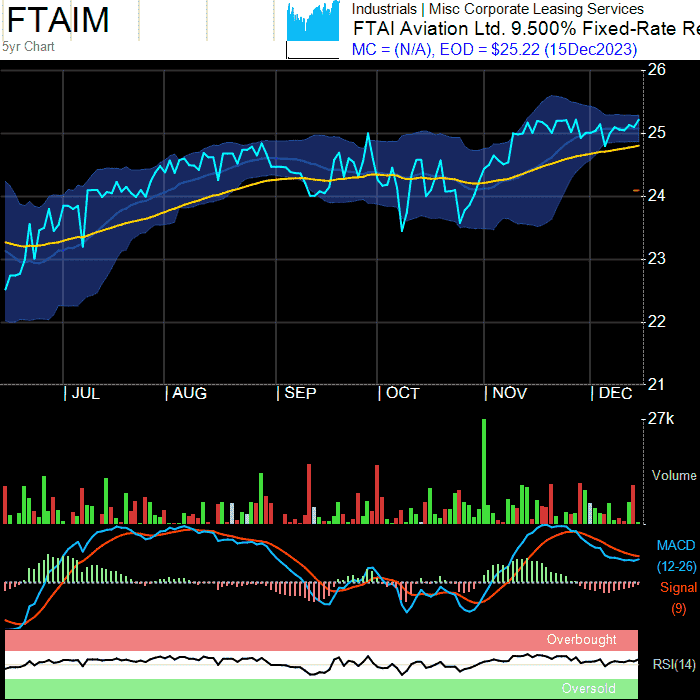 FTAIM
5yr Chart
Industrials | Misc Corporate Leasing Services
FTAI Aviation Ltd. 9.500% Fixed-Rate Re
MC = (N/A), EOD = $25.22 (15Dec2023)
26
25
24
23
22
21
JUL AUG SEP OCT NOV DEC
27k
Volume
MACD
(12-26)
Signal
(9)
Overbought
RSI(14)
Oversold